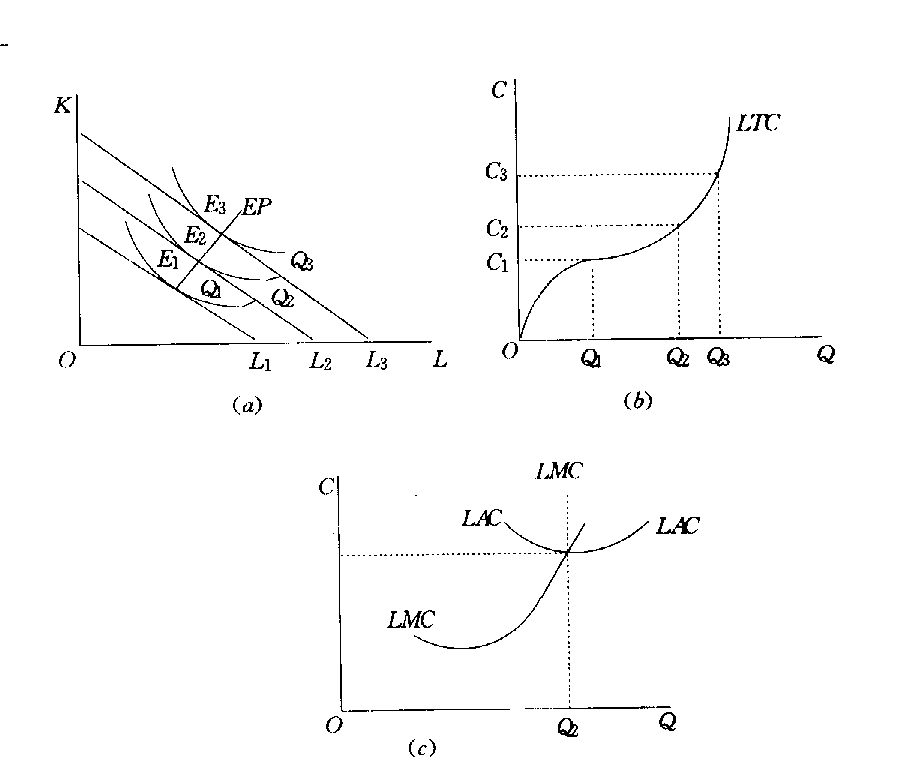 K
E3 EP
E2
E1
Q3
Q1 Q2
O L1 L2 L3 L
(a)
C
LTC
C3
C2
C1
O Q1 Q2 Q3 Q
(b)
LMC
C
LAC LAC
LMC
O Q2 Q
(c)